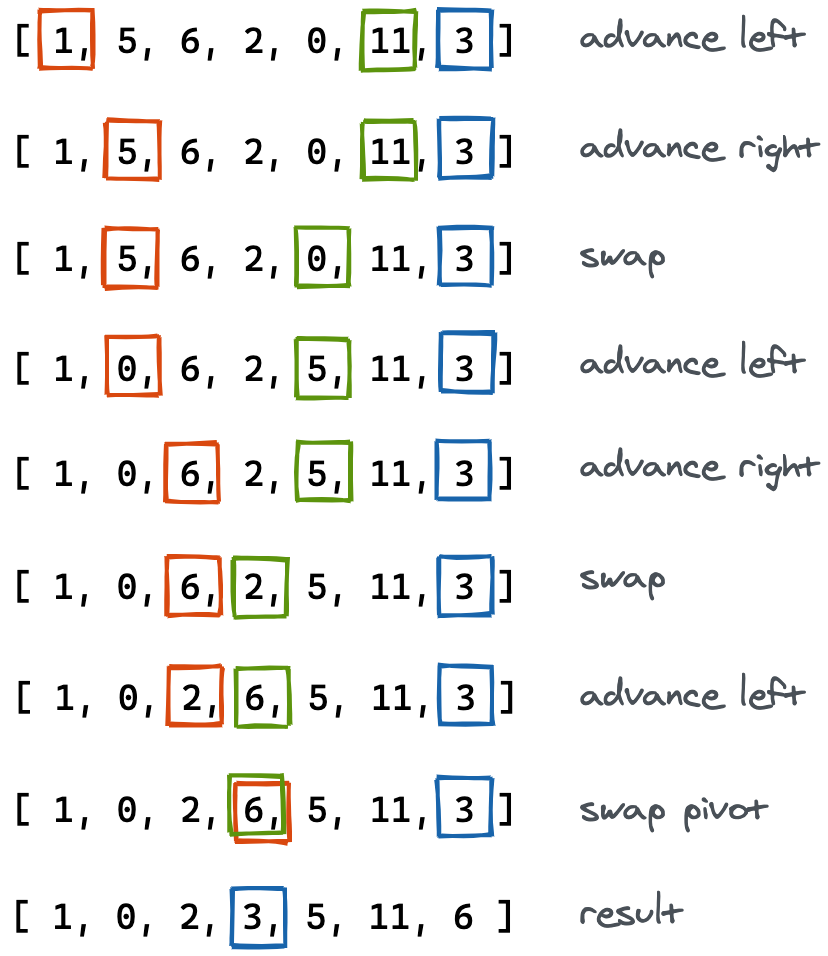 [ 1, 5, 6, 2, 0, 11, 3 ] advance left
[ 1, 5, 6, 2, 0, 11, 3 ] advance right
[ 1, 5, 6, 2, 0, 11, 3 ] swap
[ 1, 0, 6, 2, 5, 11, 3 ] advance left
[ 1, 0, 6, 2, 5, 11, 3 ] advance right
[ 1, 0, 6, 2, 5, 11, 3 ] swap
[ 1, 0, 2, 6, 5, 11, 3 ] advance left
[ 1, 0, 2, 6, 5, 11, 3 ] swap pivot
[ 1, 0, 2, 3, 5, 11, 6 ] result